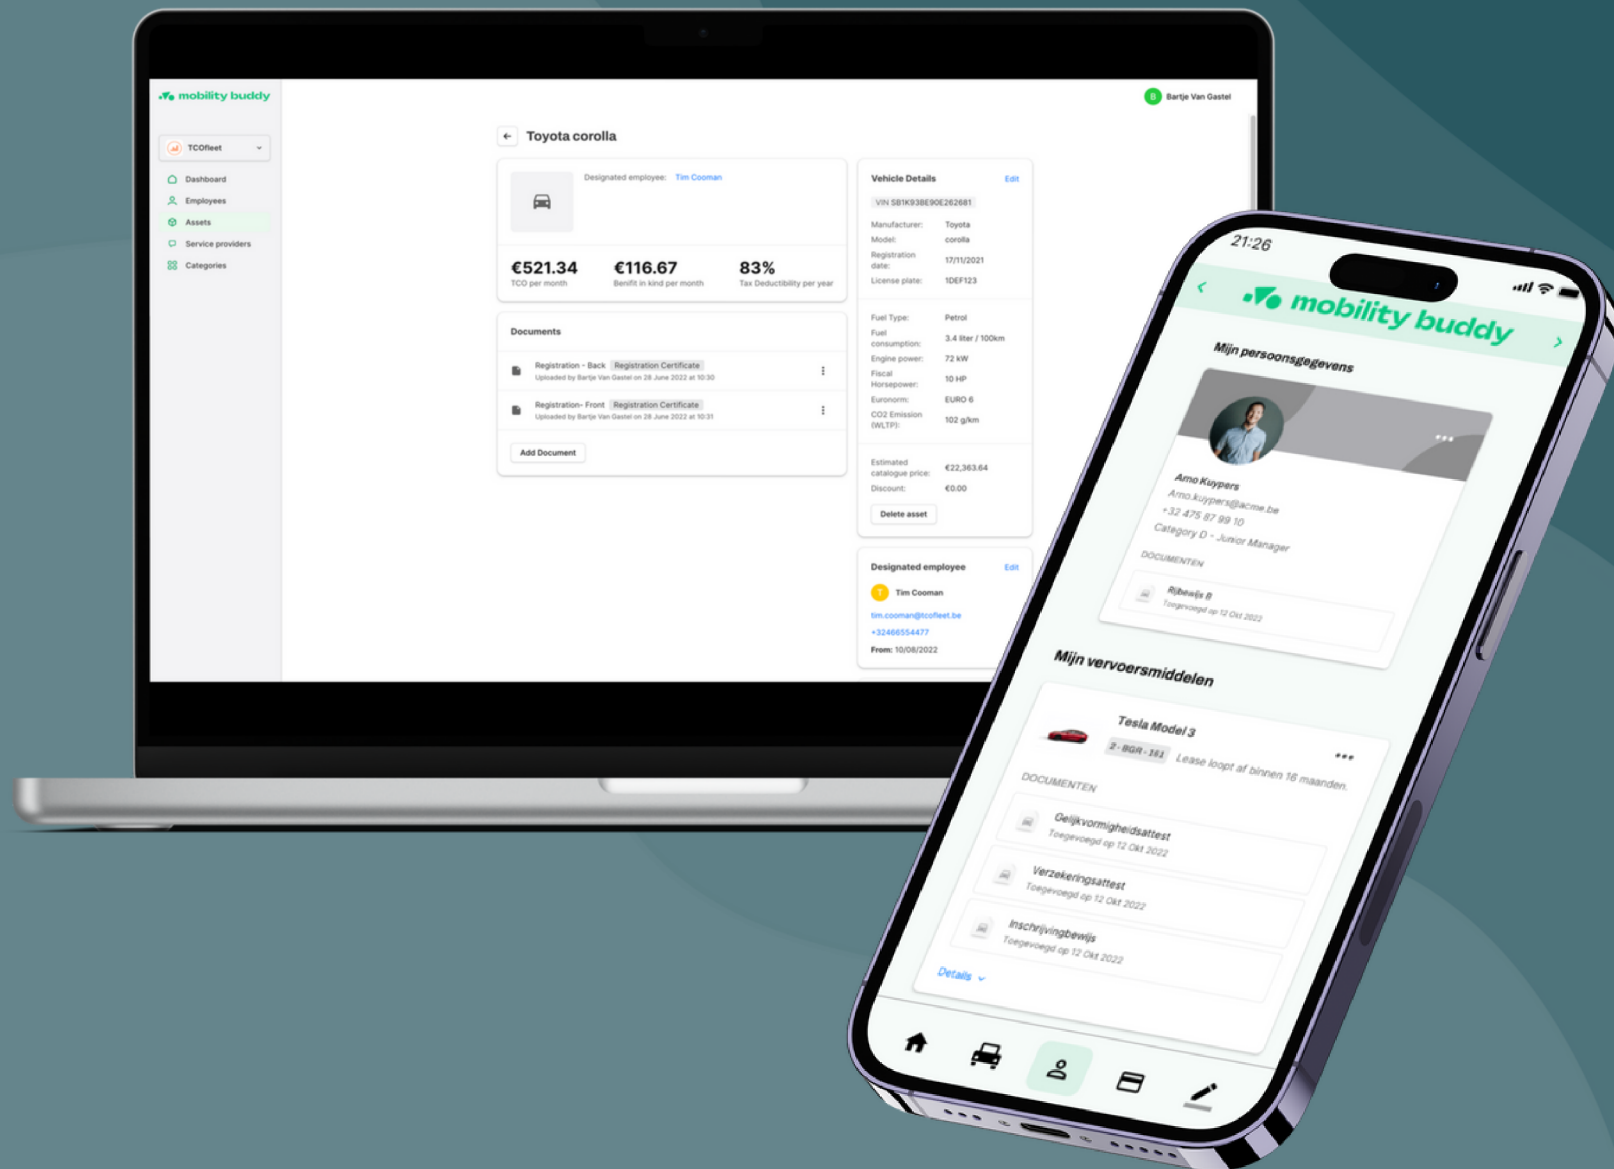 mobility buddy
B Bartje Van Gastel
TCOfleet
Dashboard
Employees
Assets
Service providers
Categories
Toyota corolla
Designated employee: Tim Cooman
€521.34
TCO per month
€116.67
Benifit in kind per month
83%
Tax Deductibility per year
Documents
Registration - Back Registration Certificate
Uploaded by Bartje Van Gastel on 28 June 2022 at 10:30
Registration- Front Registration Certificate
Uploaded by Bartje Van Gastel on 28 June 2022 at 10:31
Add Document
Vehicle Details Edit
VIN SB1K93BE90E262681
Manufacturer: Toyota
Model: corolla
Registration
date: 17/11/2021
License plate: 1DEF123
Fuel Type: Petrol
Fuel
consumption: 3.4 liter / 100km
Engine power: 72 kW
Fiscal
Horsepower: 10 HP
Euronorm: EURO 6
CO2 Emission
(WLTP): 102 g/km
Estimated
catalogue price: €22,363.64
Discount: €0.00
Delete asset
Designated employee Edit
T Tim Cooman
tim.cooman@tcofleet.be
+32466554477
From: 10/08/2022
21:26
mobility buddy
Mijn persoonsgegevens
Arno Kuypers
Arno.kuypers@acme.be
+32 475 87 99 10
Category D - Junior Manager
DOCUMENTEN
Rijbewijs B
Toegevoegd op 12 Okt 2022
Mijn vervoersmiddelen
Tesla Model 3
2 - BGR - 161 Lease loopt af binnen 16 maanden.
DOCUMENTEN
Gelijkvormigheidsattest
Toegevoegd op 12 Okt 2022
Verzekeringsattest
Toegevoegd op 12 Okt 2022
Inschrijvingbewijs
Toegevoegd op 12 Okt 2022
Details